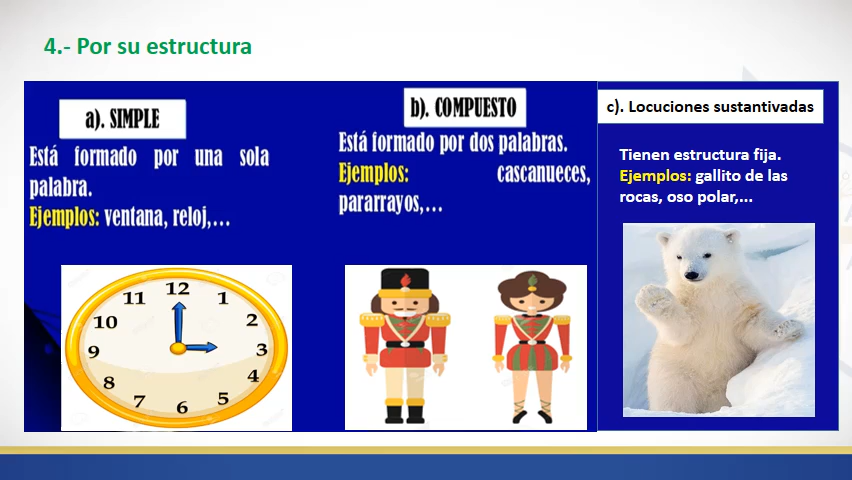 4.- Por su estructura
a). SIMPLE
Está formado por una sola
palabra.
Ejemplos: ventana, reloj,...
b). COMPUESTO
Está formado por dos palabras.
Ejemplos: cascanueces,
pararrayos,...
c). Locuciones sustantivadas
Tienen estructura fija.
Ejemplos: gallito de las
rocas, oso polar,...
12
11 1
10 2
9 3
8 4
7 5
6